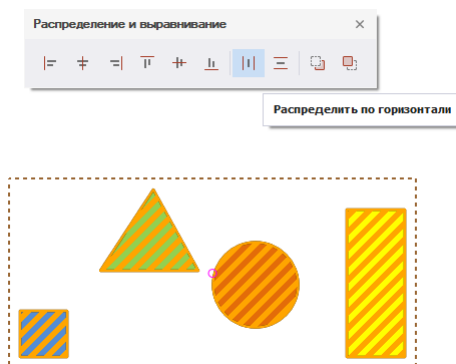 Распределение и выравнивание
Распределить по горизонтали